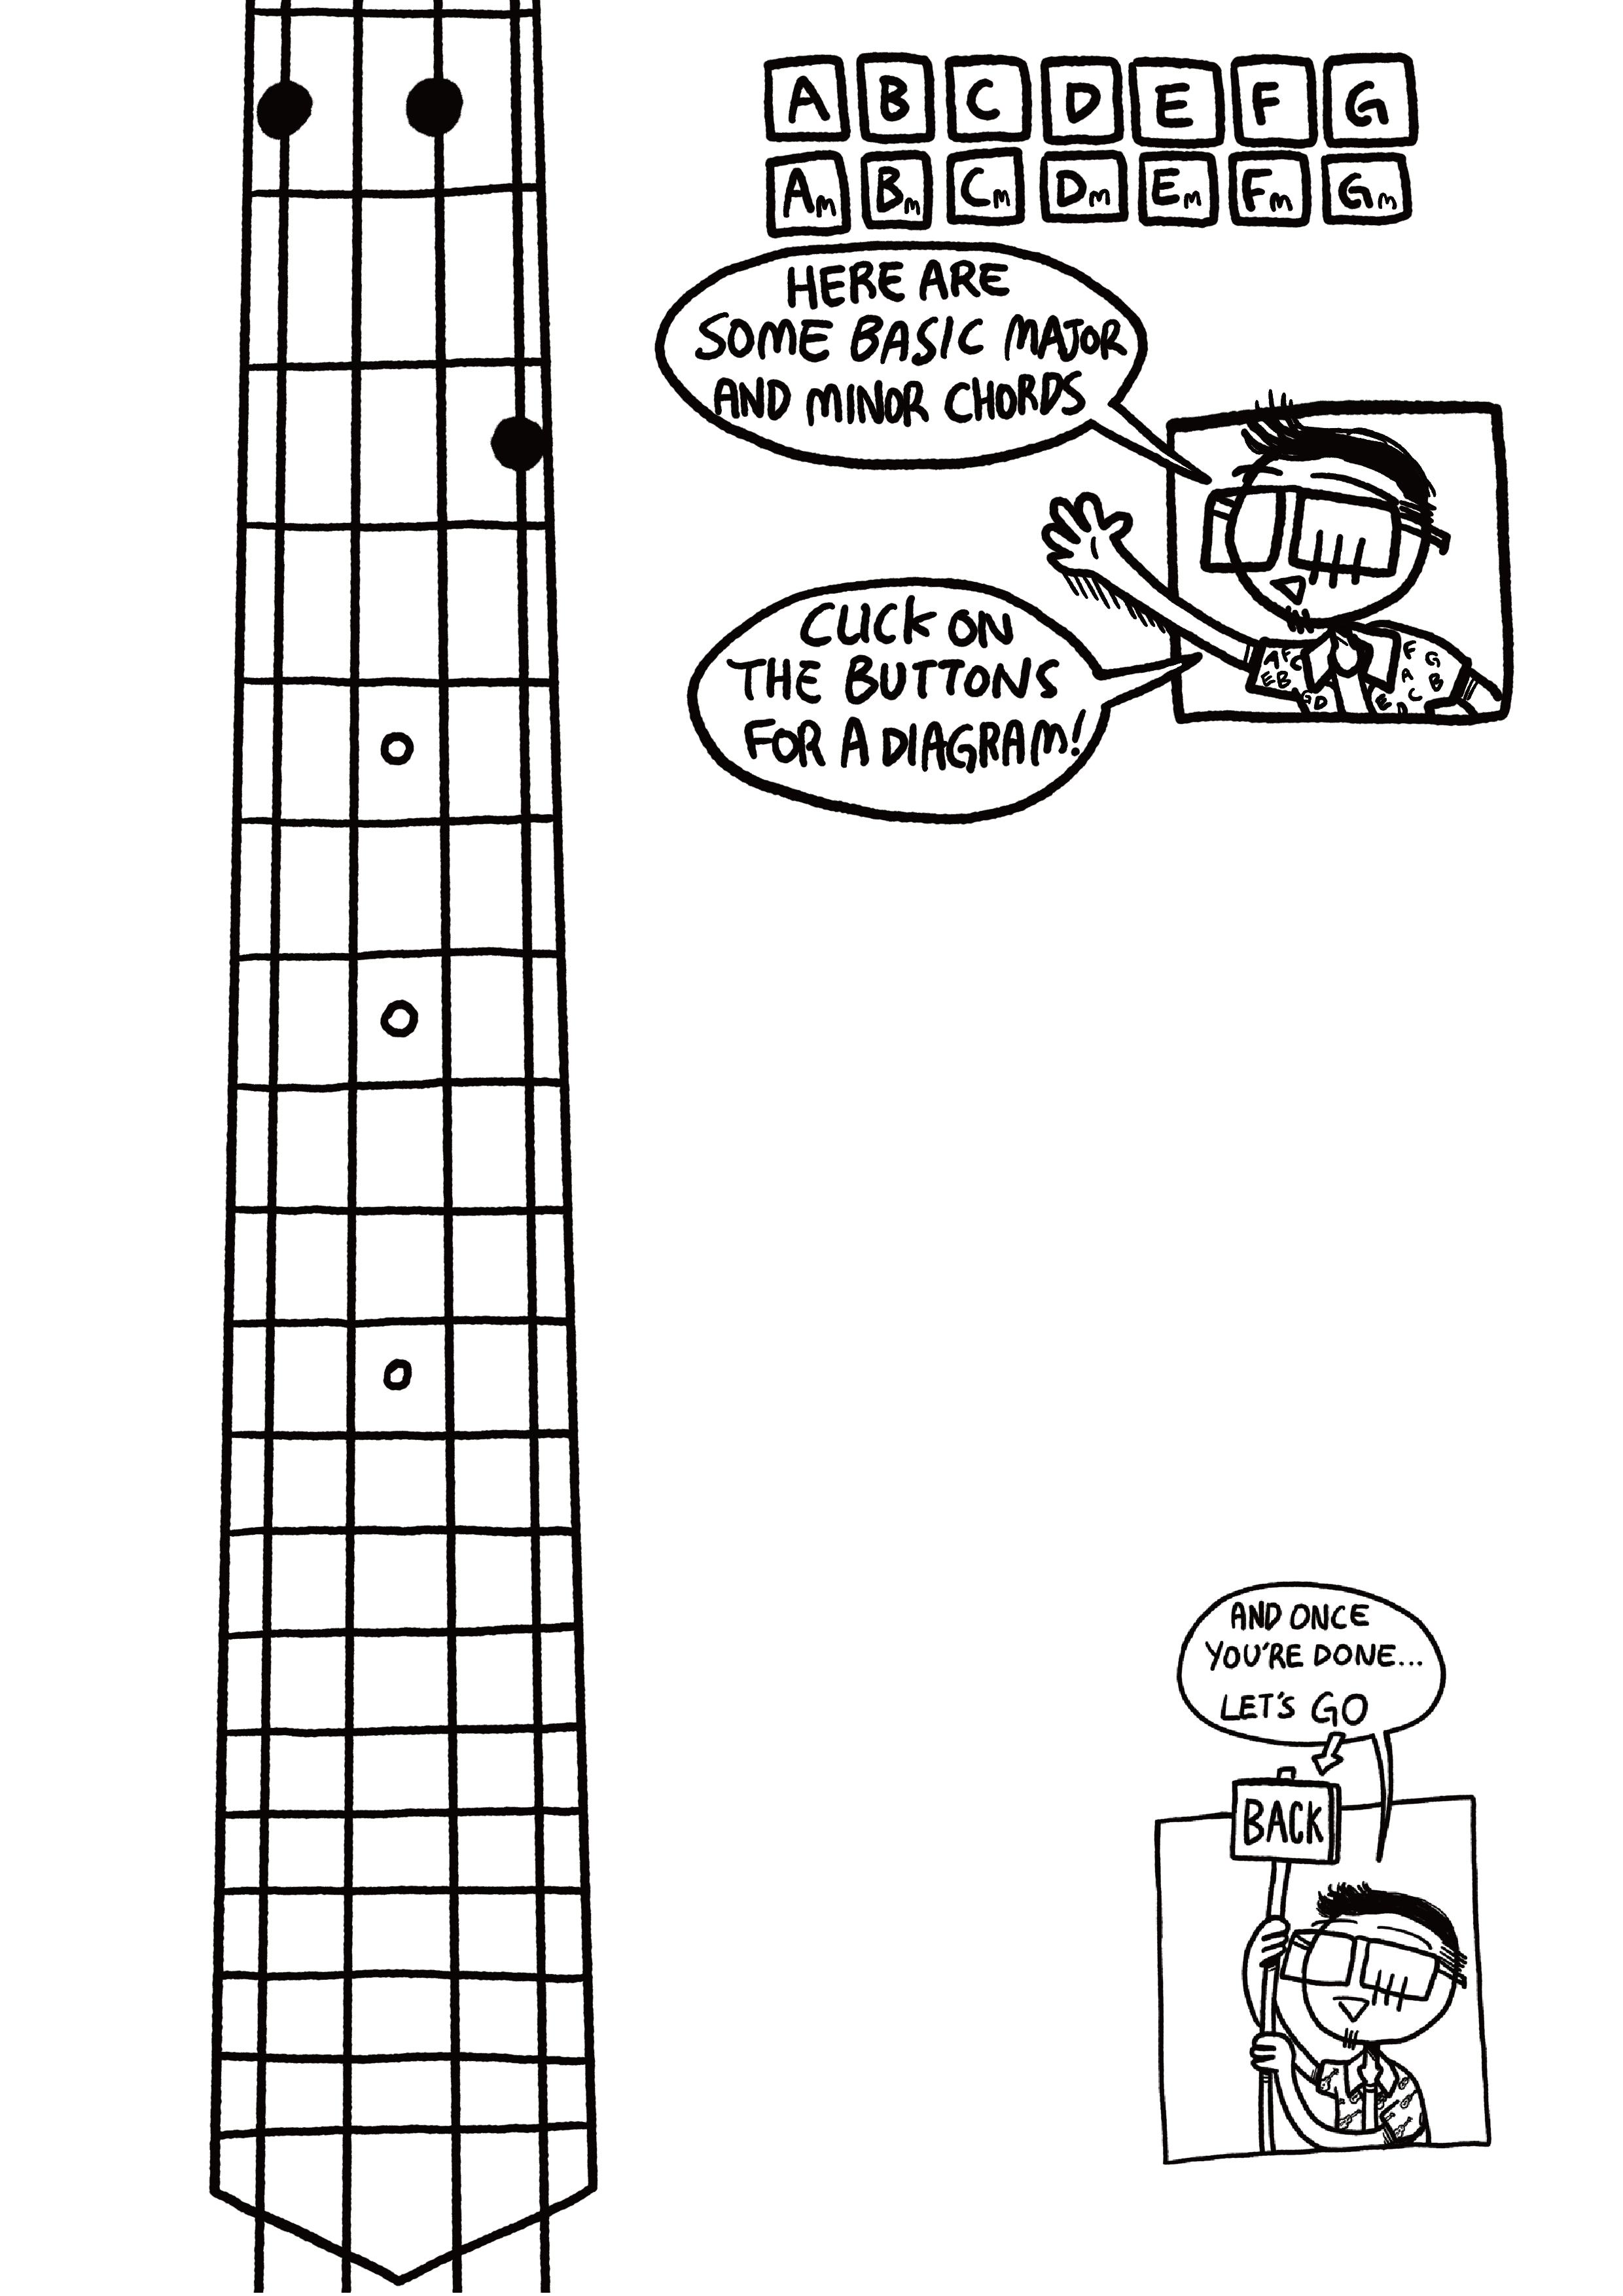 A B C D E F G
Am Bm Cm Dm Em Fm Gm
HERE ARE
SOME BASIC MAJOR
AND MINOR CHORDS
CLICK ON
THE BUTTONS
FOR A DIAGRAM!
A F C
E B
G D
F G
A B
C
E D
AND ONCE
YOU'RE DONE...
LET'S GO
BACK